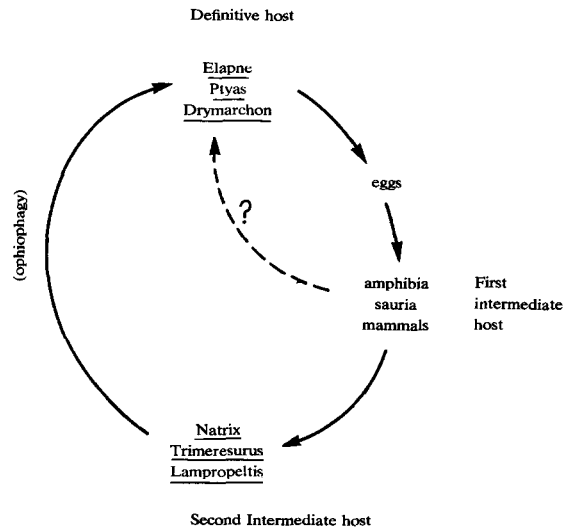 Definitive host
Elapne
Ptyas
Drymarchon
eggs
?
(ophiophagy)
amphibia
sauria
mammals
First
intermediate
host
Natrix
Trimeresurus
Lampropeltis
Second Intermediate host